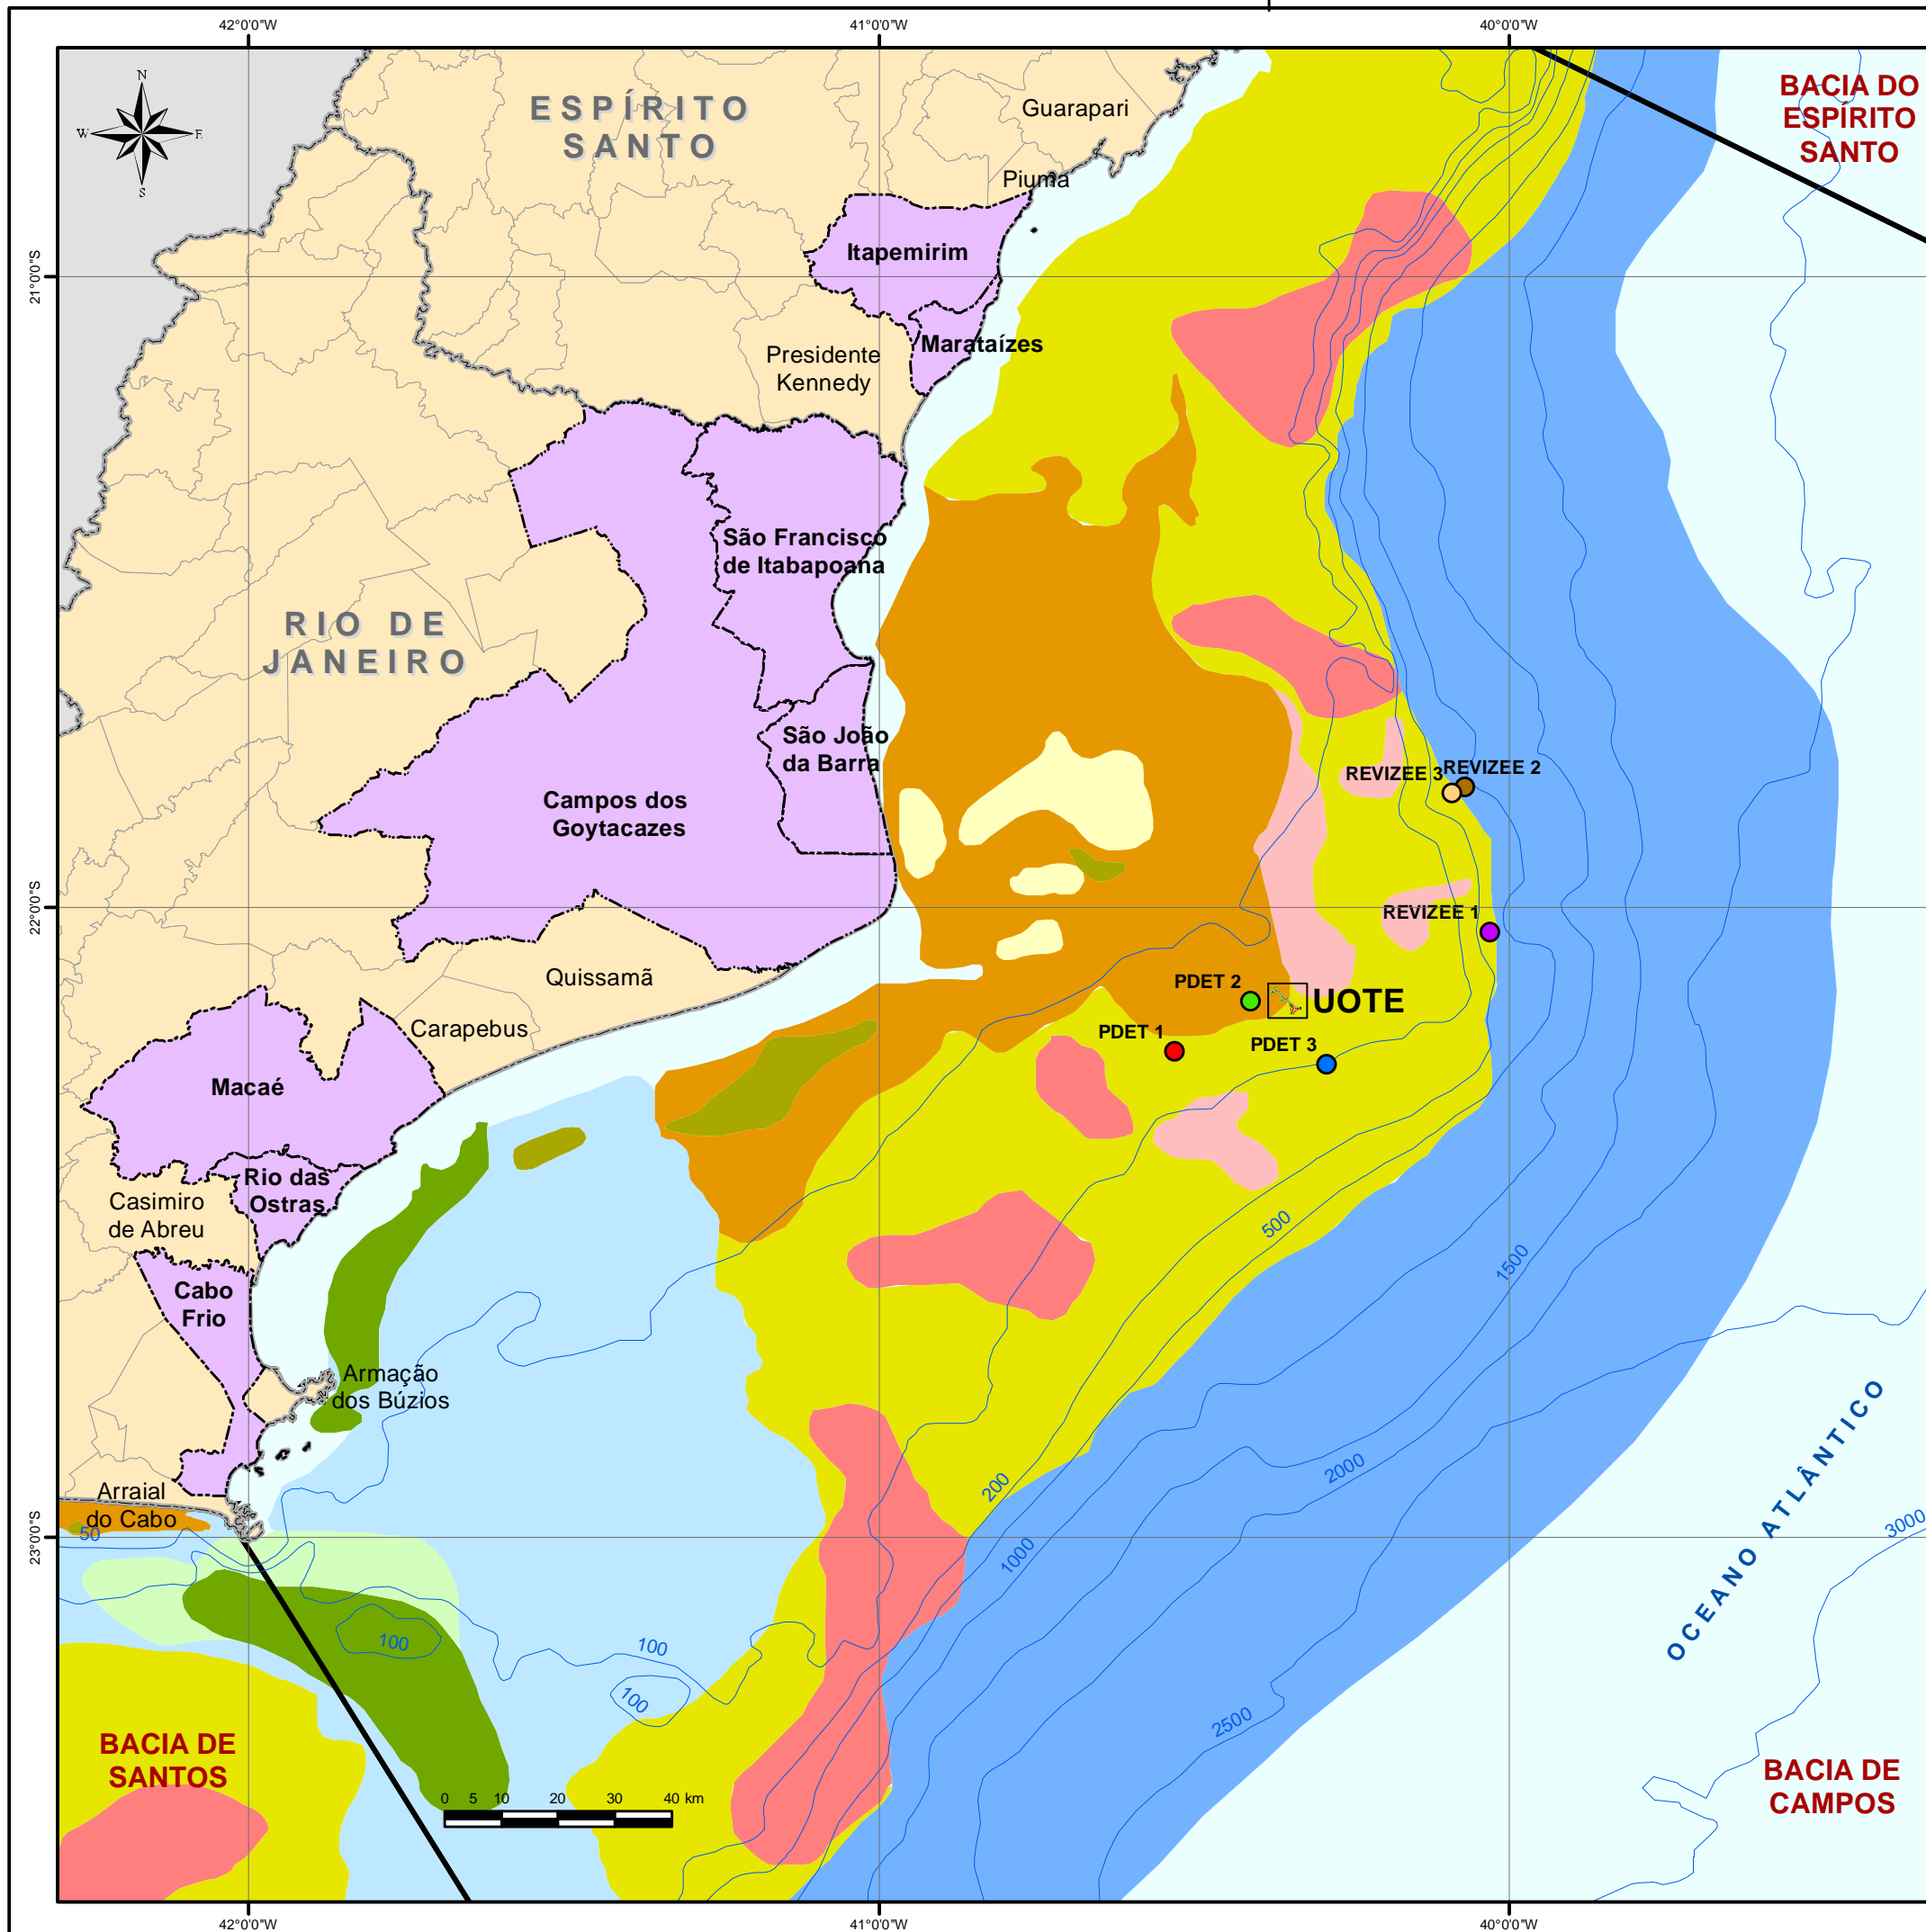 42°0'0"W
41°0'0"W
40°0'0"W
N
W
E
S
ESPÍRITO
SANTO
Guarapari
Piuma
BACIA DO
ESPÍRITO
SANTO
21°0'0"S
Itapemirim
Marataízes
Presidente
Kennedy
São Francisco
de Itabapoana
RIO DE
JANEIRO
São João
da Barra
Campos dos
Goytacazes
REVIZEE 3
REVIZEE 2
22°0'0"S
REVIZEE 1
Quissamã
PDET 2
UOTE
Carapebus
PDET 1
PDET 3
Macaé
Rio das
Ostras
Casimiro
de Abreu
500
1500
Cabo
Frio
Armação
dos Búzios
OCEANO ATLÂNTICO
2000
200
Arraial
do Cabo
50
1000
3000
23°0'0"S
100
100
100
2500
BACIA DE
SANTOS
BACIA DE
CAMPOS
0 5 10 20 30 40 km
42°0'0"W
41°0'0"W
40°0'0"W